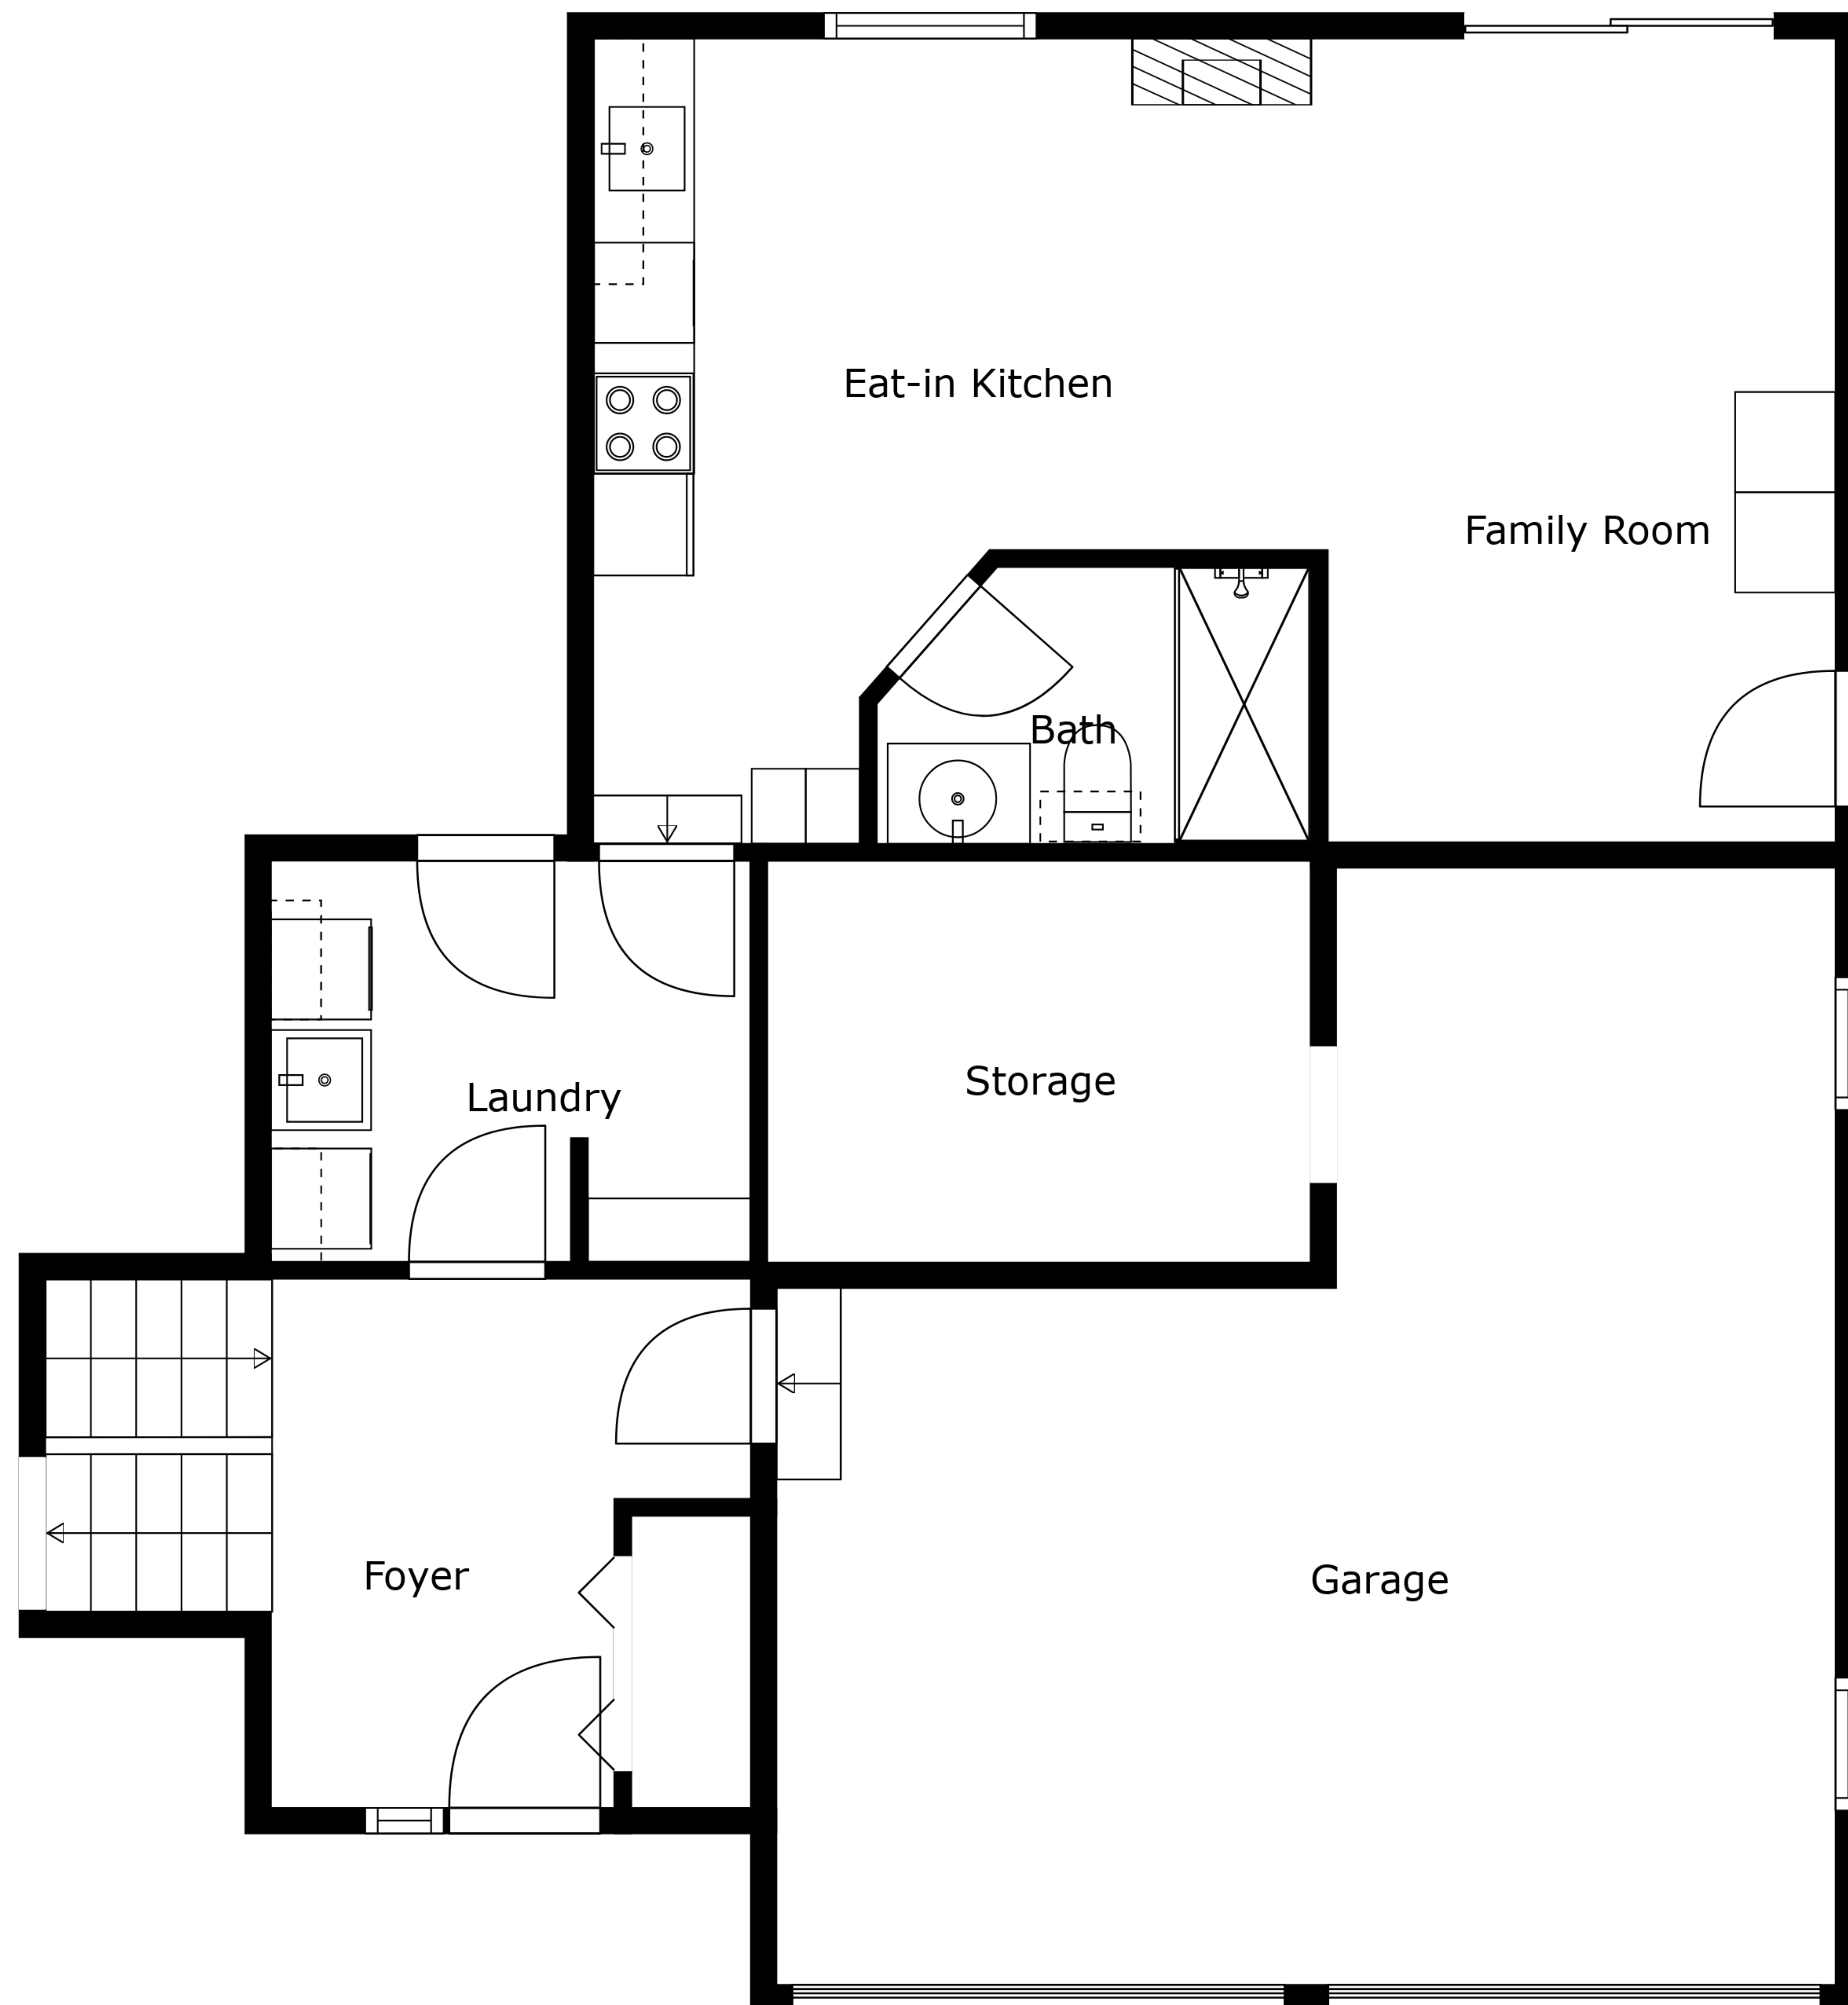 Eat-in Kitchen
Family Room
Bath
Storage
Laundry
Foyer
Garage